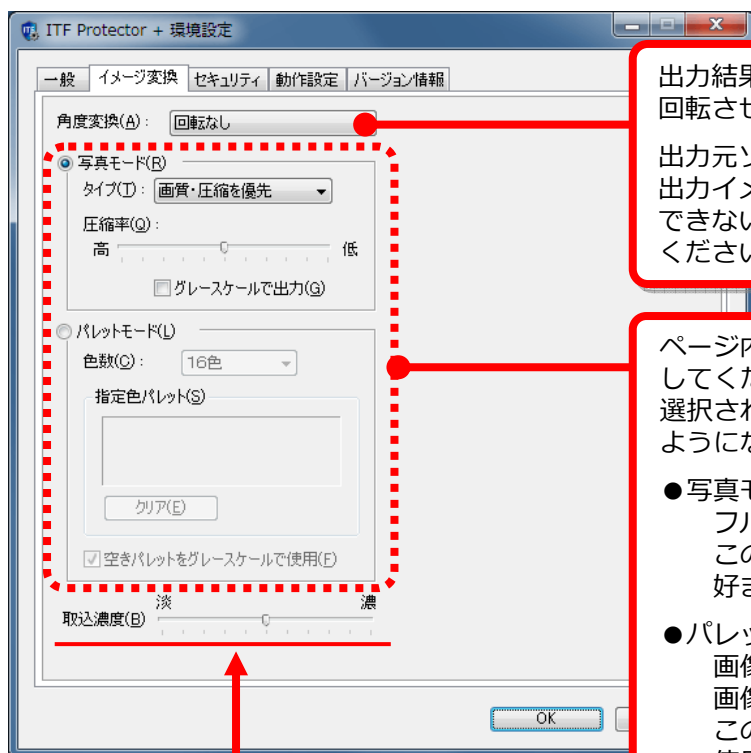 ITF Protector + 環境設定
一般 イメージ変換 セキュリティ 動作設定 バージョン情報
角度変換(A): 回転なし
写真モード(R)
タイプ(T): 画質・圧縮を優先
圧縮率(Q):
高 低
グレースケールで出力(G)
パレットモード(L)
色数(C): 16色
指定色パレット(S)
クリア(E)
空きパレットをグレースケールで使用(F)
淡 濃
取込濃度(B)
OK
出力結果
回転させ
出力元ソ
出力イメ
できない
ください
ページ内
してくだ
選択され
ようにな
●写真モ
フル
この
好ま
●パレッ
画像
画像
この